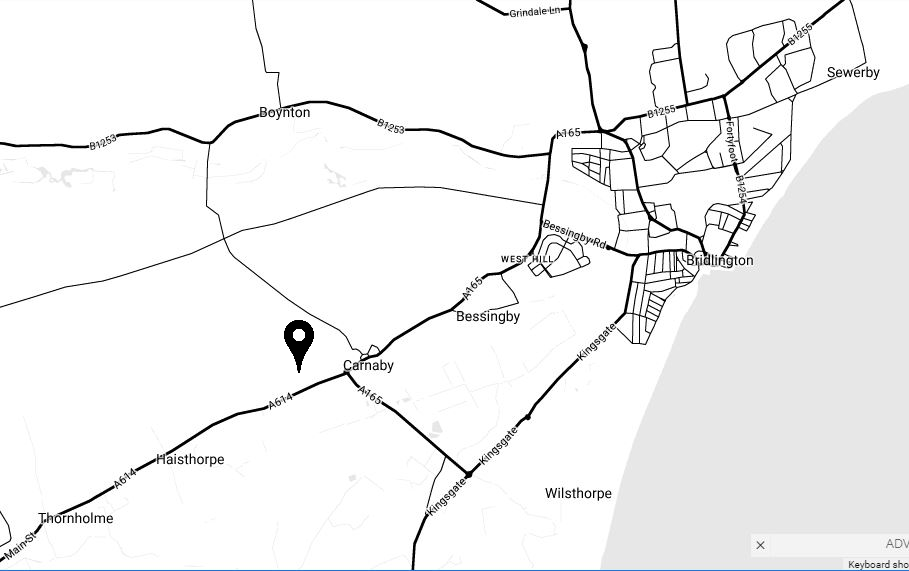 Grindale Ln
B1255
Sewerby
Boynton
B1253
B1253
A165
B1255
Fortyfoot
B1254
Bessingby Rd
WEST HILL
Bridlington
A165
Bessingby
Kingsgate
Carnaby
A165
A614
Kingsgate
Haisthorpe
A614
Kingsgate
Wilsthorpe
Thornholme
Main St
× ADV
Keyboard sho